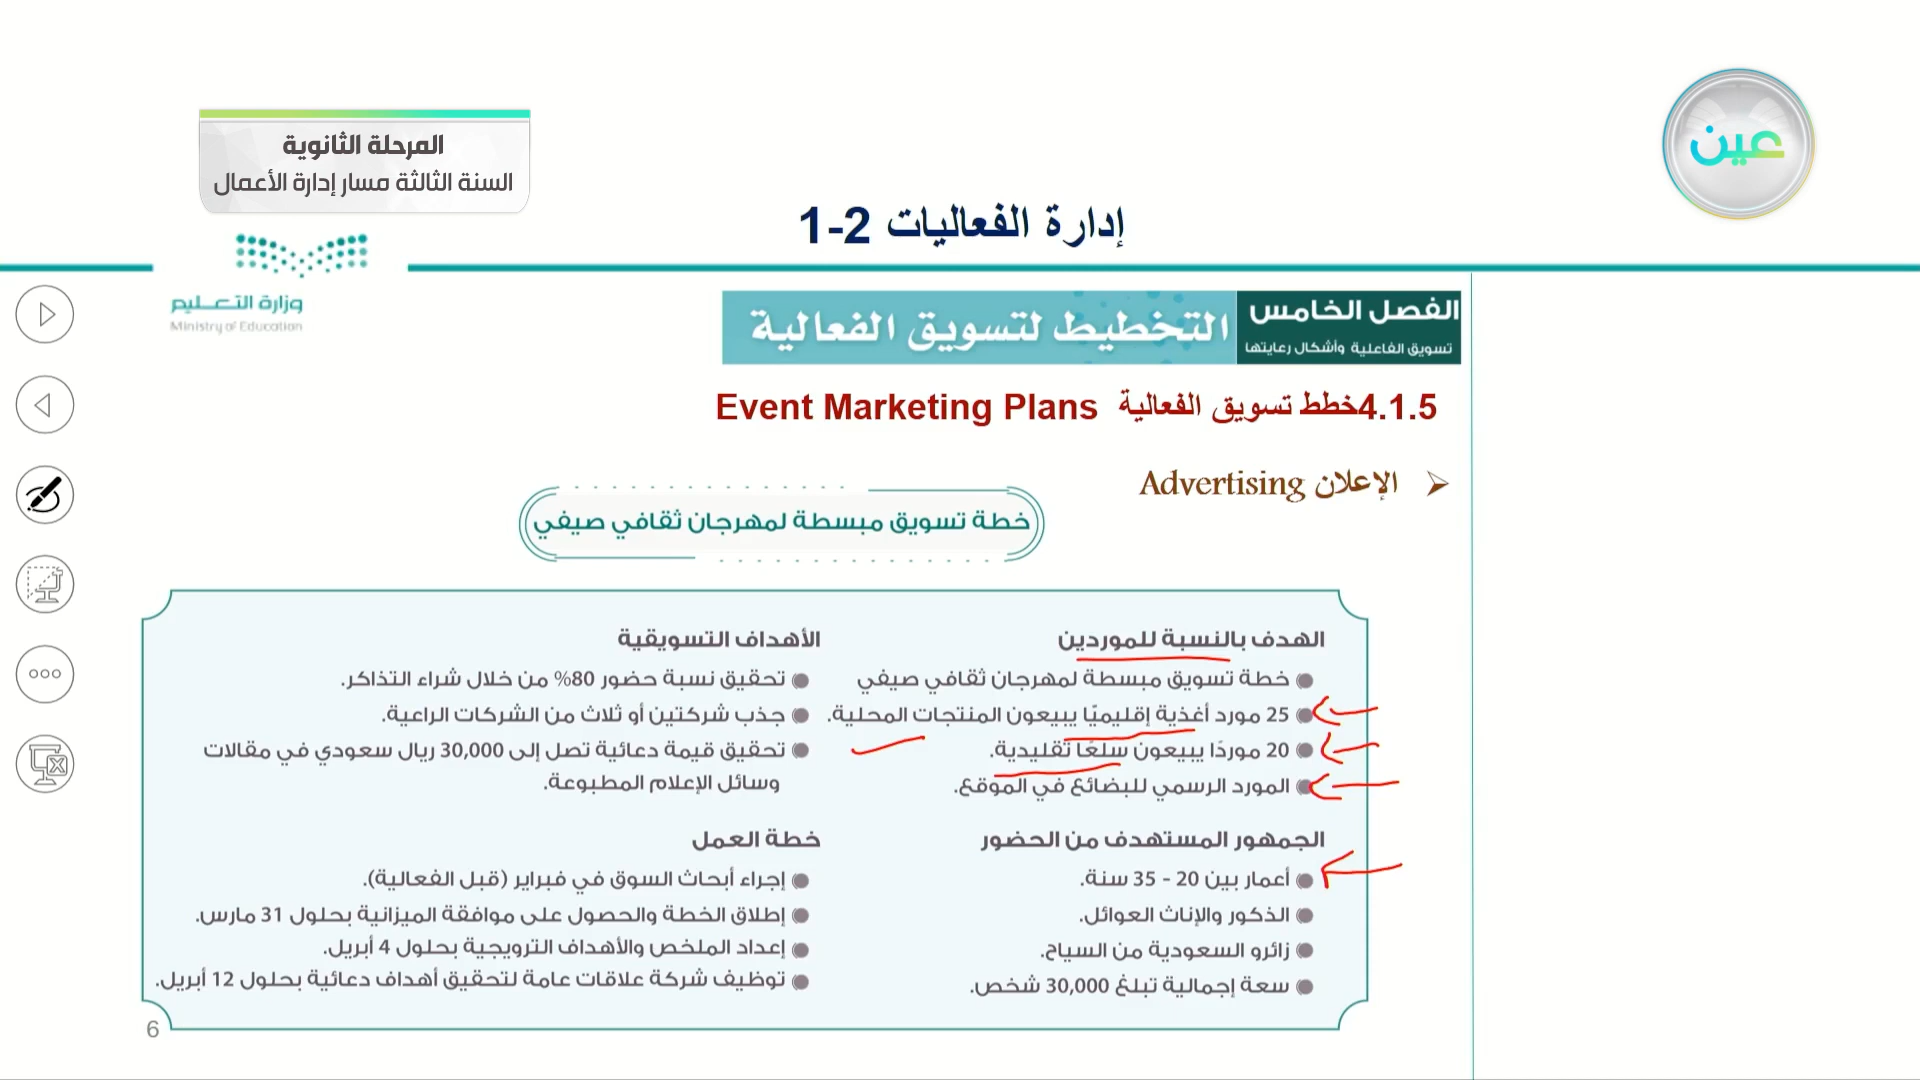 المرحلة الثانوية
السنة الثالثة مسار إدارة الأعمال
عين
إدارة الفعاليات 2-1
وزارة التعليم
Ministry of Education
الفصل الخامس
تسويق الفاعلية وأشكال رعايتها
التخطيط لتسويق الفعالية
4.1.5خطط تسويق الفعالية Event Marketing Plans
الإعلان Advertising
خطة تسويق مبسطة لمهرجان ثقافي صيفي
الهدف بالنسبة للموردين
خطة تسويق مبسطة لمهرجان ثقافي صيفي
25 مورد أغذية إقليميًا يبيعون المنتجات المحلية.
20 موردًا يبيعون سلعًا تقليدية.
المورد الرسمي للبضائع في الموقع.
الجمهور المستهدف من الحضور
أعمار بين 20 - 35 سنة.
الذكور والإناث العوائل.
زائرو السعودية من السياح.
سعة إجمالية تبلغ 30,000 شخص.
الأهداف التسويقية
تحقيق نسبة حضور 80% من خلال شراء التذاكر.
جذب شركتين أو ثلاث من الشركات الراعية.
تحقيق قيمة دعائية تصل إلى 30,000 ريال سعودي في مقالات
وسائل الإعلام المطبوعة.
خطة العمل
إجراء أبحاث السوق في فبراير (قبل الفعالية).
إطلاق الخطة والحصول على موافقة الميزانية بحلول 31 مارس.
إعداد الملخص والأهداف الترويجية بحلول 4 أبريل.
توظيف شركة علاقات عامة لتحقيق أهداف دعائية بحلول 12 أبريل.
6